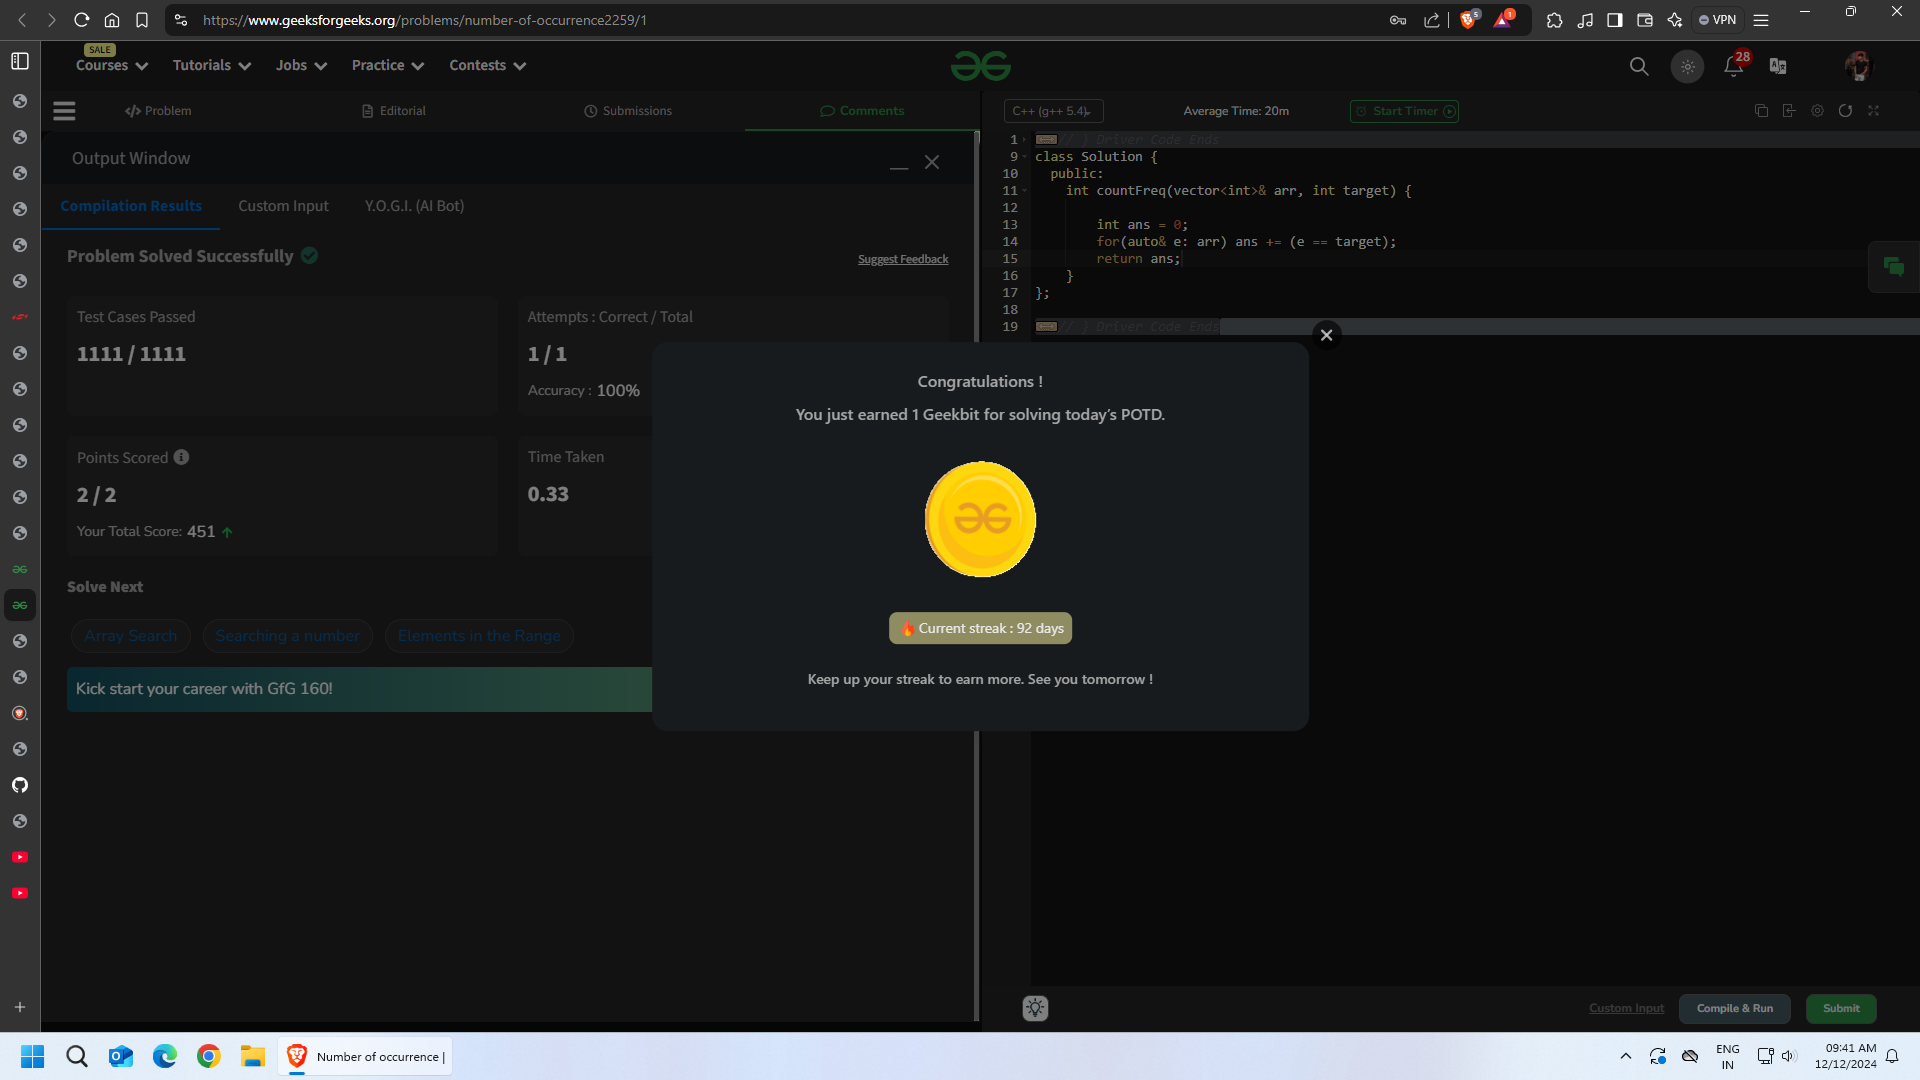 https://www.geeksforgeeks.org/problems/number-of-occurrence2259/1
5
1
VPN
SALE
Courses
Tutorials
Jobs
Practice
Contests
28
Problem
Editorial
Submissions
Comments
C++ (g++ 5.4)
Average Time: 20m
Start Timer
Output Window
Compilation Results
Custom Input
Y.O.G.I. (AI Bot)
Problem Solved Successfully
Suggest Feedback
Test Cases Passed
1111 / 1111
Attempts : Correct / Total
1 / 1
Accuracy : 100%
Points Scored
2 / 2
Your Total Score: 451
Time Taken
0.33
Solve Next
Array Search
Searching a number
Elements in the Range
Kick start your career with GfG 160!
1 // } Driver Code Ends
9 class Solution {
10 public:
11 int countFreq(vector<int>& arr, int target) {
12
13 int ans = 0;
14 for(auto& e: arr) ans += (e == target);
15 return ans;
16 }
17 };
18
19 // } Driver Code Ends
Congratulations !
You just earned 1 Geekbit for solving today's POTD.
Current streak : 92 days
Keep up your streak to earn more. See you tomorrow !
Custom Input
Compile & Run
Submit
Number of occurrence |
ENG
IN
09:41 AM
12/12/2024